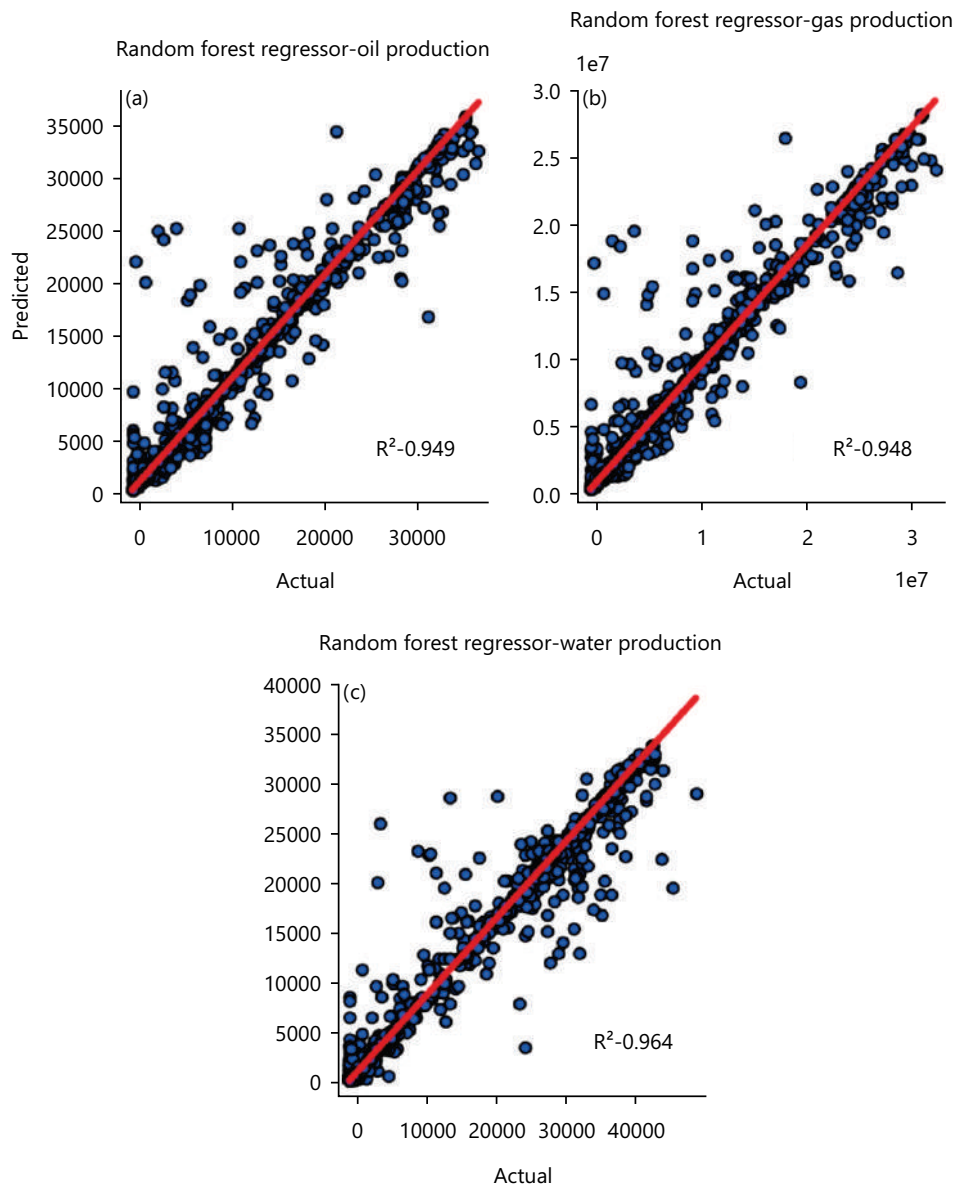 Random forest regressor-oil production
(a)
35000
30000
25000
20000
15000
10000
5000
0
Predicted
R²-0.949
0 10000 20000 30000
Actual
Random forest regressor-gas production
1e7
(b)
3.0
2.5
2.0
1.5
1.0
0.5
0.0
R²-0.948
0 1 2 3
Actual 1e7
Random forest regressor-water production
(c)
40000
35000
30000
25000
20000
15000
10000
5000
0
R²-0.964
0 10000 20000 30000 40000
Actual